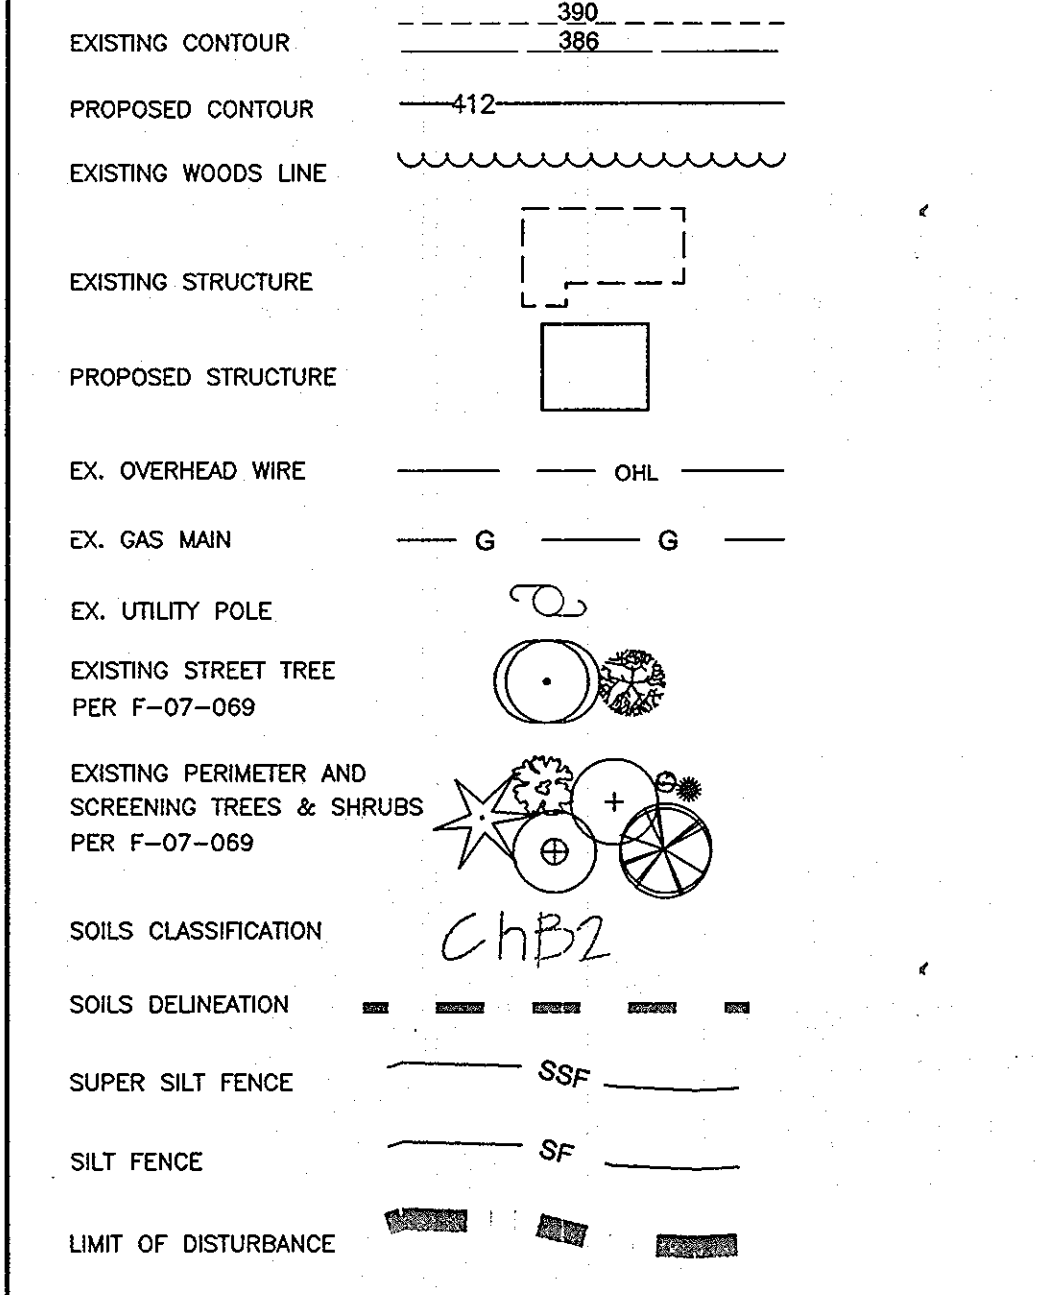 390
EXISTING CONTOUR
386
PROPOSED CONTOUR 412
EXISTING WOODS LINE
EXISTING STRUCTURE
PROPOSED STRUCTURE
EX. OVERHEAD WIRE OHL
EX. GAS MAIN G G
EX. UTILITY POLE
EXISTING STREET TREE
PER F-07-069
EXISTING PERIMETER AND
SCREENING TREES & SHRUBS
PER F-07-069
SOILS CLASSIFICATION ChB2
SOILS DELINEATION
SUPER SILT FENCE SSF
SILT FENCE SF
LIMIT OF DISTURBANCE